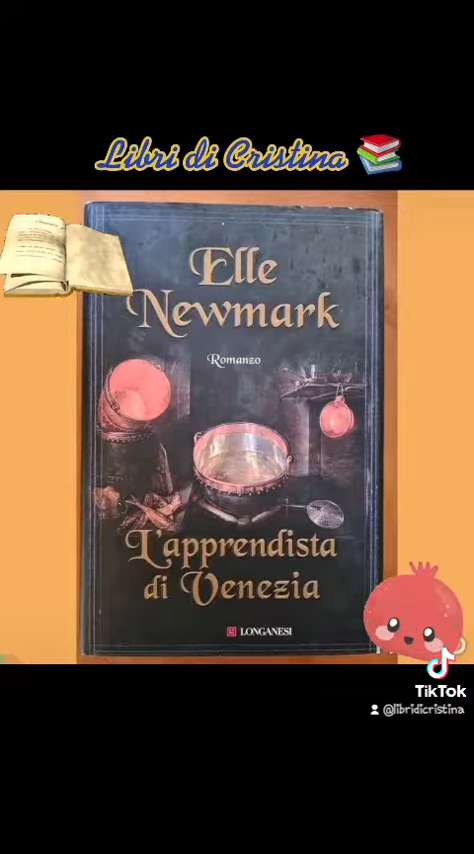 Libri di Cristina
Elle
Newmark
Romanzo
L'apprendista
di Venezia
LONGANESI
TikTok
@libridicristina